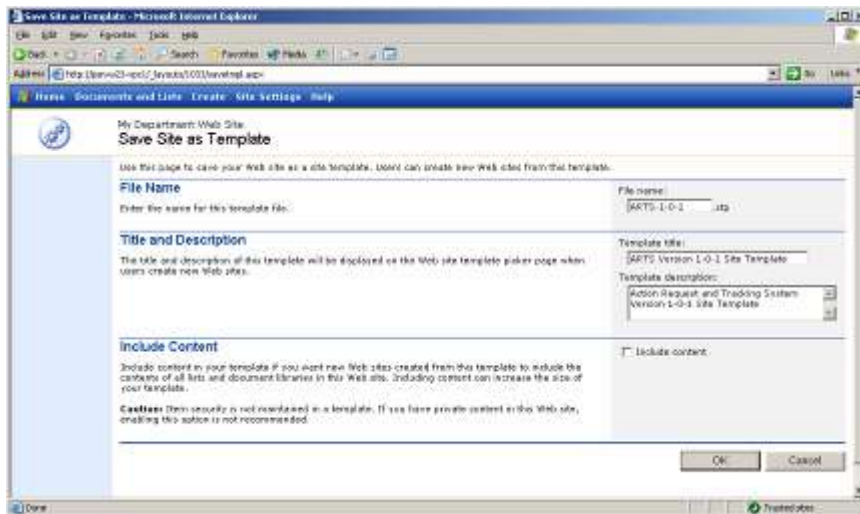 Save Site as Template - Microsoft Internet Explorer
File Edit View Favorites Tools Help
Back Search Favorites Media
Address Go Links
Home Documents and Lists Create Site Settings Help
My Department Web Site
Save Site as Template
Use this page to save your Web site as a site template. Users can create new Web sites from this template.
File Name
Enter the name for this template file.
File name:
ARTS-1-0-1 .stp
Title and Description
The title and description of this template will be displayed on the Web site template picker page when
users create new Web sites.
Template title:
ARTS Version 1-0-1 Site Template
Template description:
Action Request and Tracking System
Version 1-0-1 Site Template
Include Content
Include content in your template if you want new Web sites created from this template to include the
contents of all lists and document libraries in this Web site. Including content can increase the size of
your template.
Caution: Item security is not maintained in a template. If you have private content in this Web site,
enabling this option is not recommended.
Include content
OK Cancel
Done Trusted sites